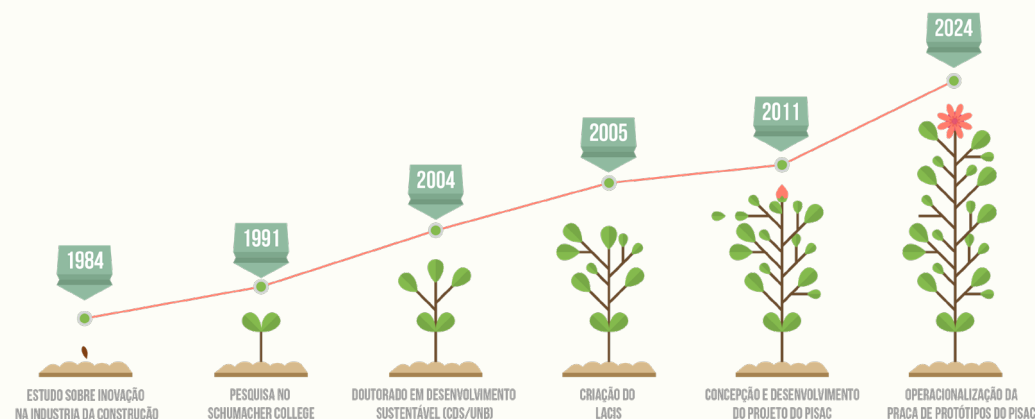 1984
1991
2004
2005
2011
2024
ESTUDO SOBRE INOVAÇÃO
NA INDUSTRIA DA CONSTRUÇÃO
PESQUISA NO
SCHUMACHER COLLEGE
DOUTORADO EM DESENVOLVIMENTO
SUSTENTÁVEL (CDS/UNB)
CRIAÇÃO DO
LACIS
CONCEPÇÃO E DESENVOLVIMENTO
DO PROJETO DO PISAC
OPERACIONALIZAÇÃO DA
PRAÇA DE PROTÓTIPOS DO PISAC